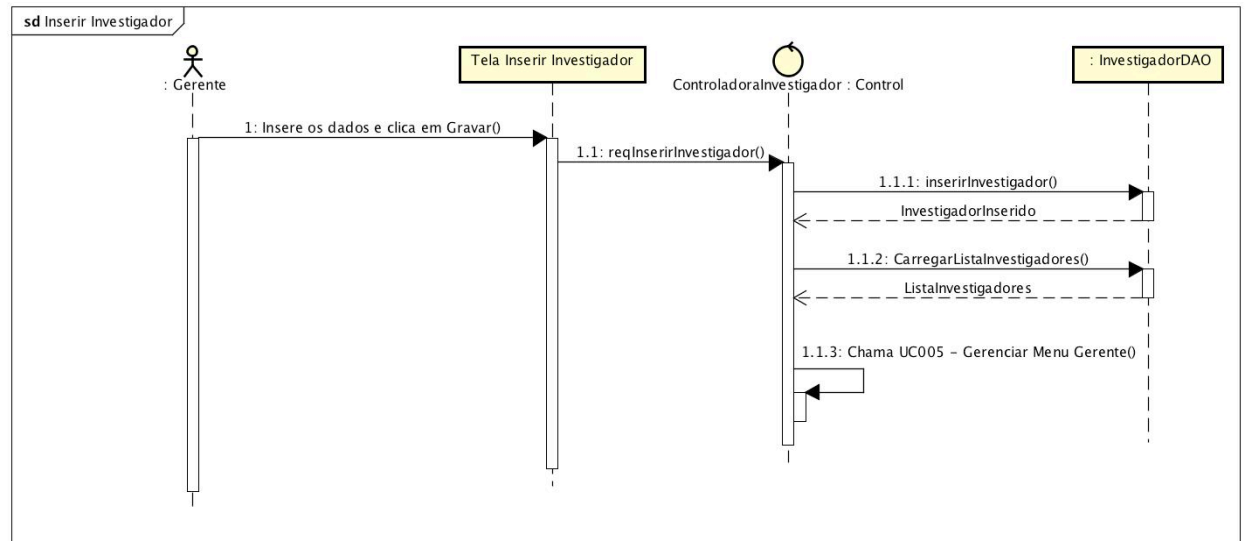 sd Inserir Investigador
: Gerente
Tela Inserir Investigador
ControladoraInvestigador : Control
: InvestigadorDAO
1: Insere os dados e clica em Gravar()
1.1: reqInserirInvestigador()
1.1.1: inserirInvestigador()
InvestigadorInserido
1.1.2: CarregarListaInvestigadores()
ListaInvestigadores
1.1.3: Chama UC005 – Gerenciar Menu Gerente()